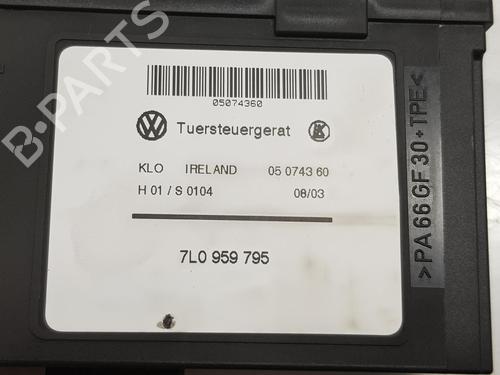 05074360
Tuersteuergerat
KLO IRELAND 05 0743 60
H 01 / S 0104 08/03
7L0 959 795
>PA 66 GF 30 + TPE<
B-PARTS